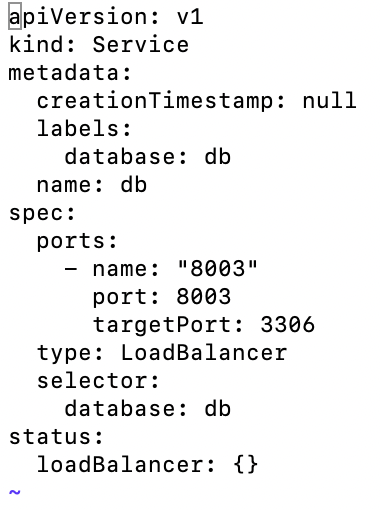 apiVersion: v1
kind: Service
metadata:
  creationTimestamp: null
  labels:
    database: db
  name: db
spec:
  ports:
    - name: "8003"
      port: 8003
      targetPort: 3306
  type: LoadBalancer
  selector:
    database: db
status:
  loadBalancer: {}
~